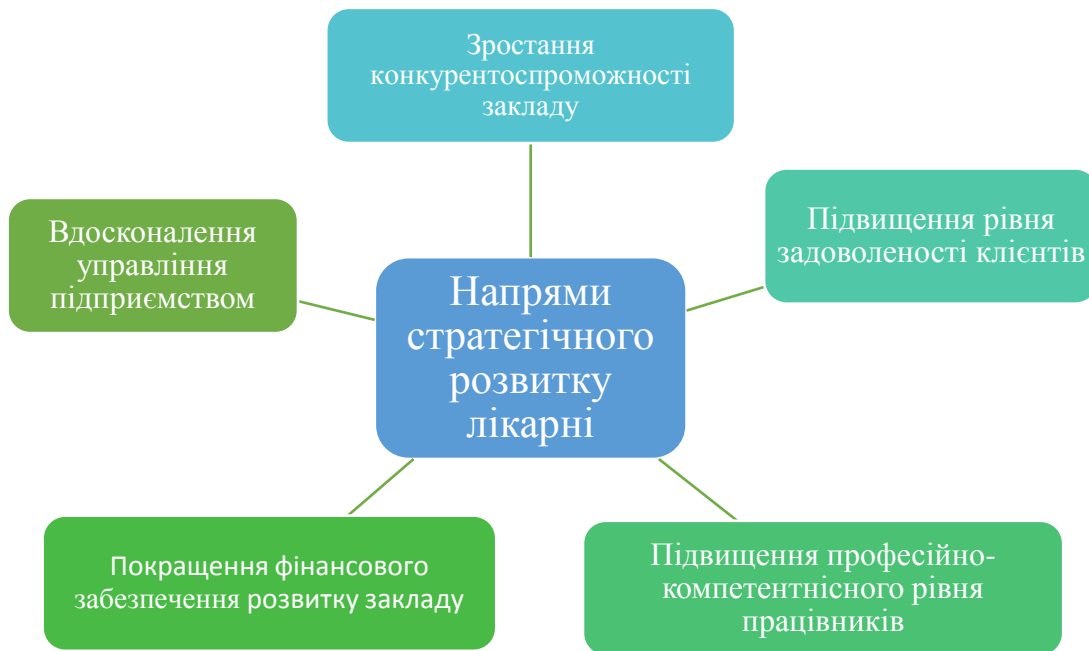 Зростання
конкурентоспроможності
закладу
Підвищення рівня
задоволеності клієнтів
Вдосконалення
управління
підприємством
Напрями
стратегічного
розвитку
лікарні
Покращення фінансового
забезпечення розвитку закладу
Підвищення професійно-
компетентнісного рівня
працівників